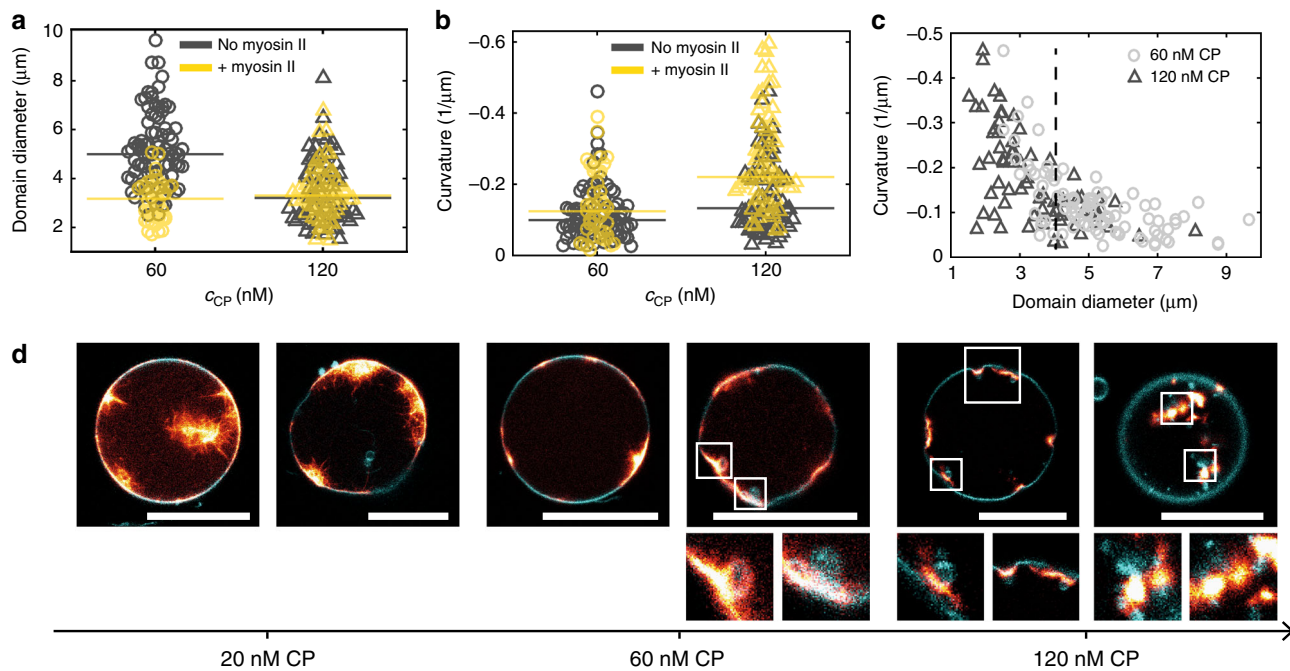 a
Domain diameter (μm)
10
8
6
4
2
No myosin II
+ myosin II
60
120
cCP (nM)
b
Curvature (1/μm)
−0.6
−0.4
−0.2
0
No myosin II
+ myosin II
60
120
cCP (nM)
c
Curvature (1/μm)
−0.5
−0.4
−0.3
−0.2
−0.1
0
60 nM CP
120 nM CP
1
3
5
7
9
Domain diameter (μm)
d
20 nM CP
60 nM CP
120 nM CP